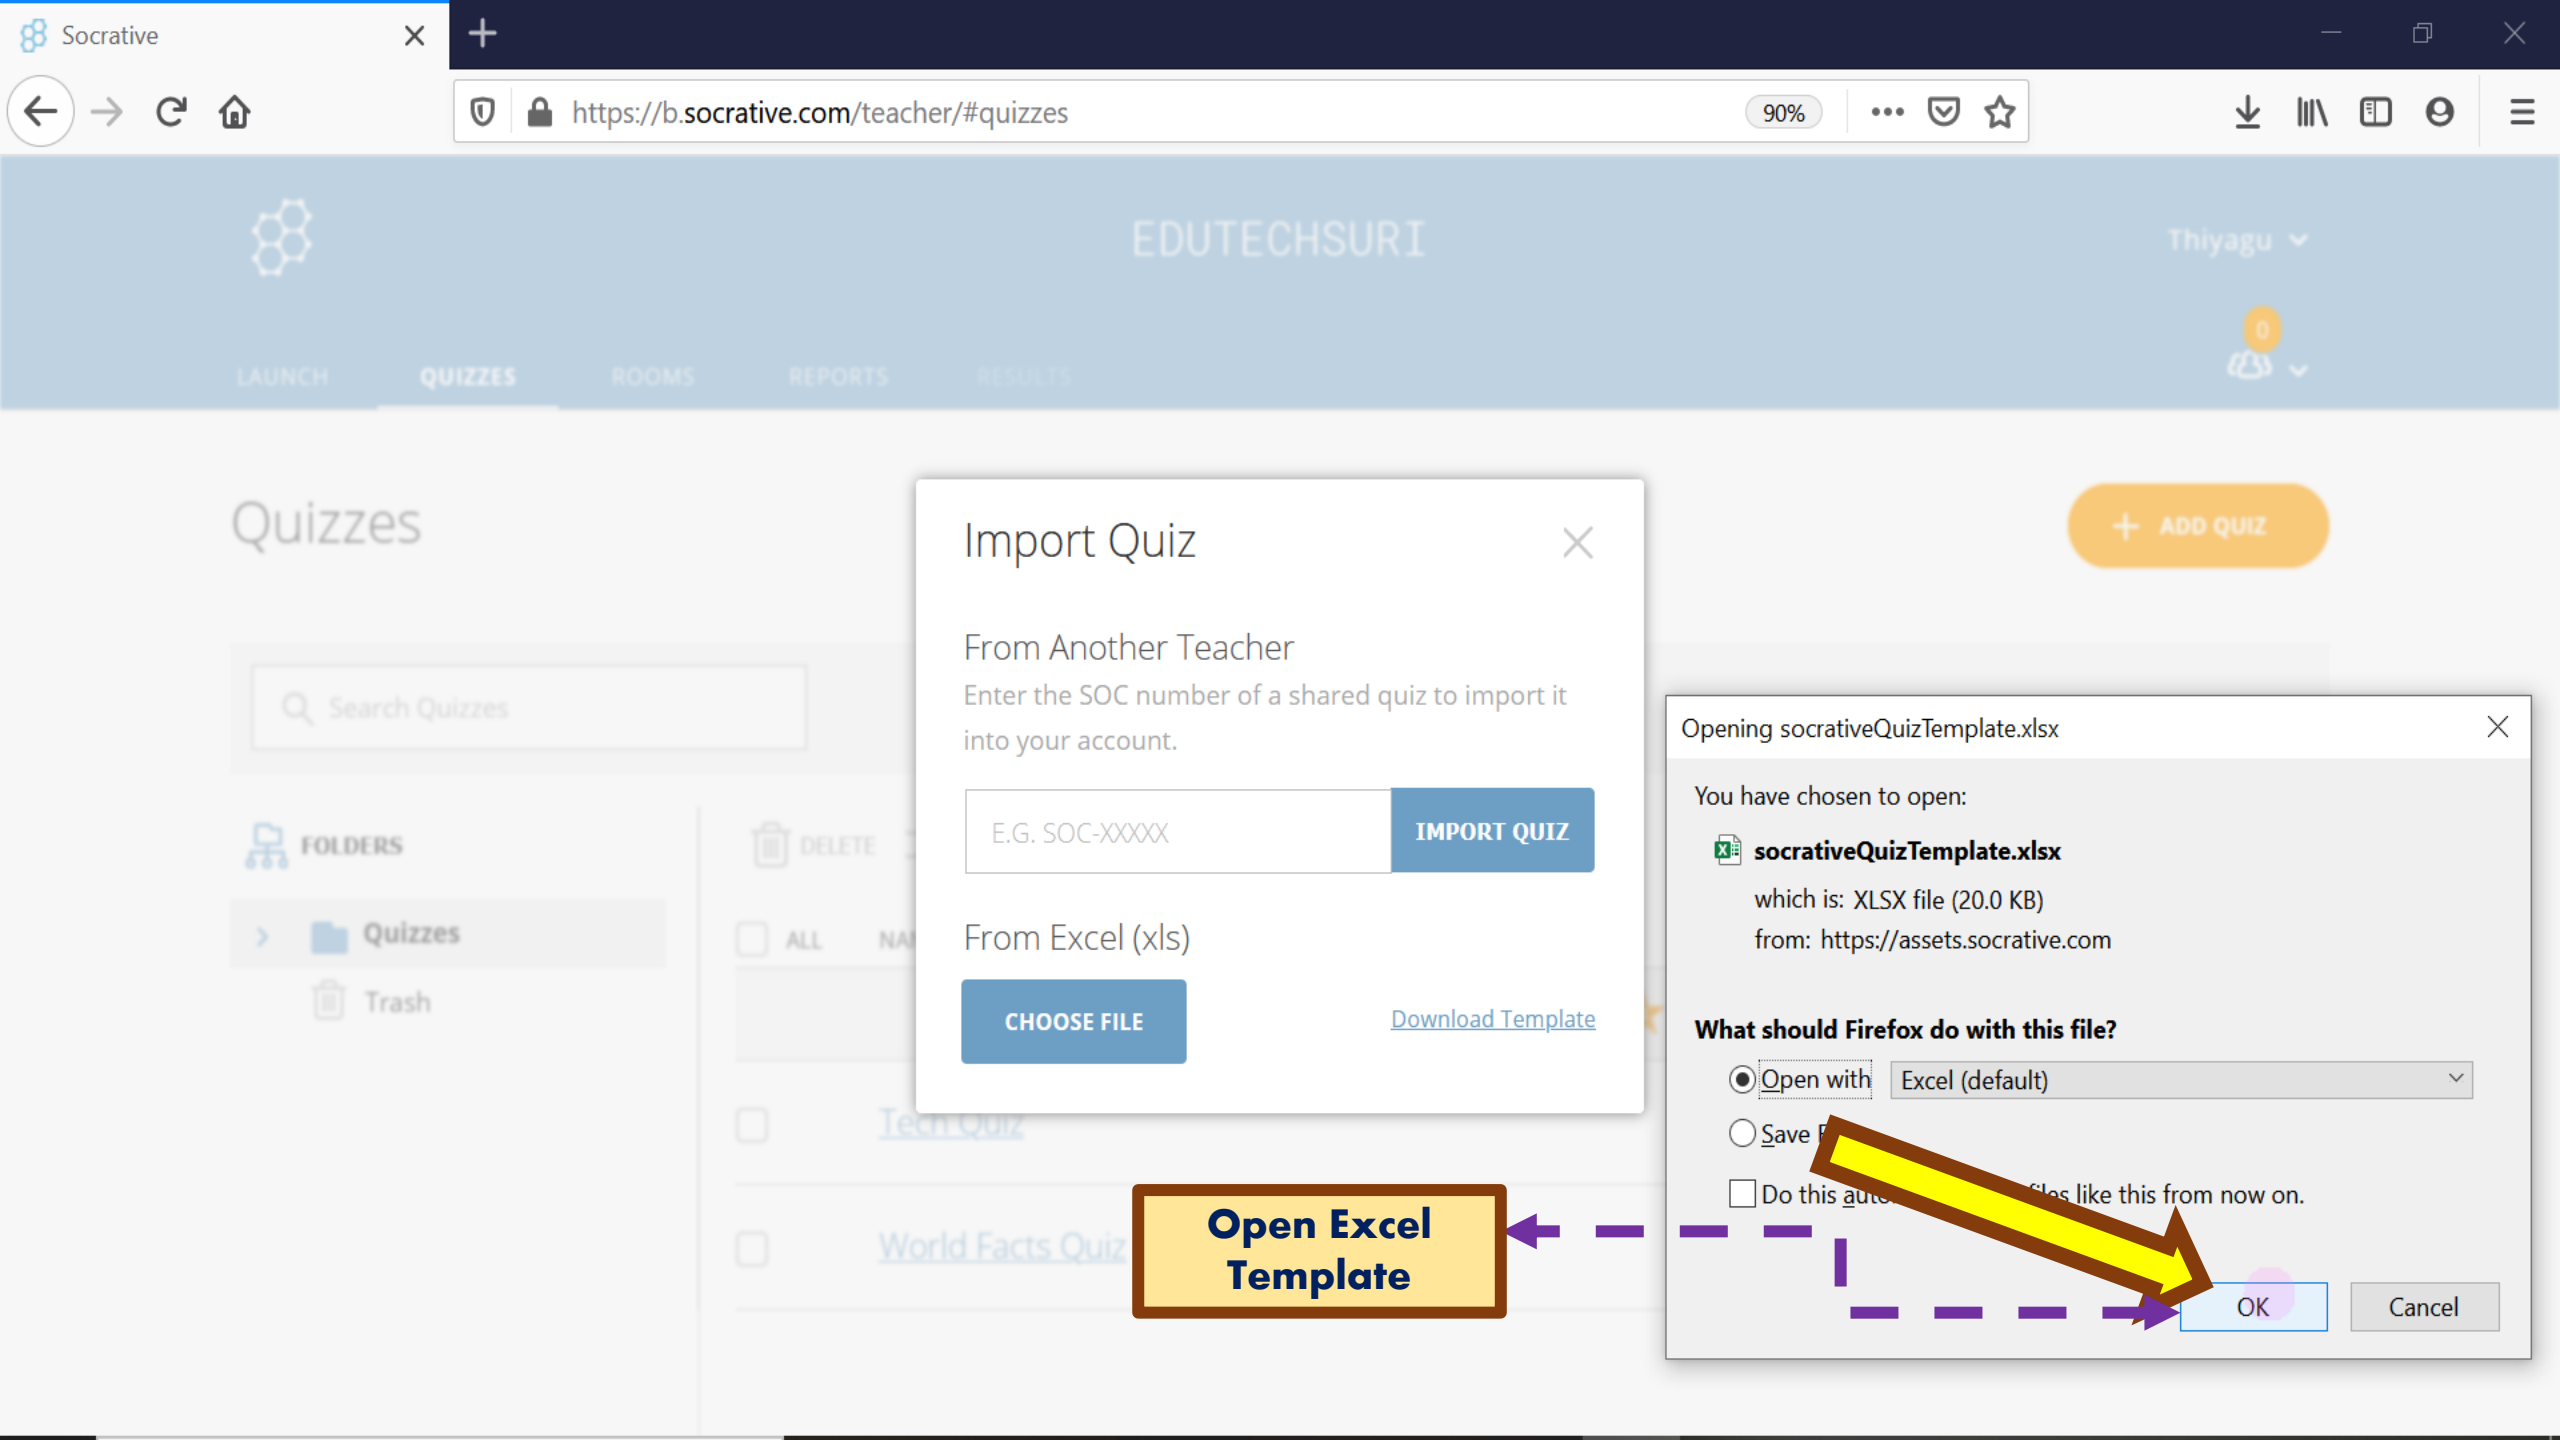 Socrative
https://b.socrative.com/teacher/#quizzes
90%
EDUTECHSURI
Thiyagu
0
LAUNCH QUIZZES ROOMS REPORTS RESULTS
Quizzes
+ ADD QUIZ
Search Quizzes
FOLDERS
Quizzes
Trash
DELETE
ALL
Tech Quiz
World Facts Quiz
Import Quiz
From Another Teacher
Enter the SOC number of a shared quiz to import it
into your account.
E.G. SOC-XXXXX
IMPORT QUIZ
From Excel (xls)
CHOOSE FILE
Download Template
Opening socrativeQuizTemplate.xlsx
You have chosen to open:
socrativeQuizTemplate.xlsx
which is: XLSX file (20.0 KB)
from: https://assets.socrative.com
What should Firefox do with this file?
Open with Excel (default)
Save
Do this like this from now on.
OK
Cancel
Open Excel
Template